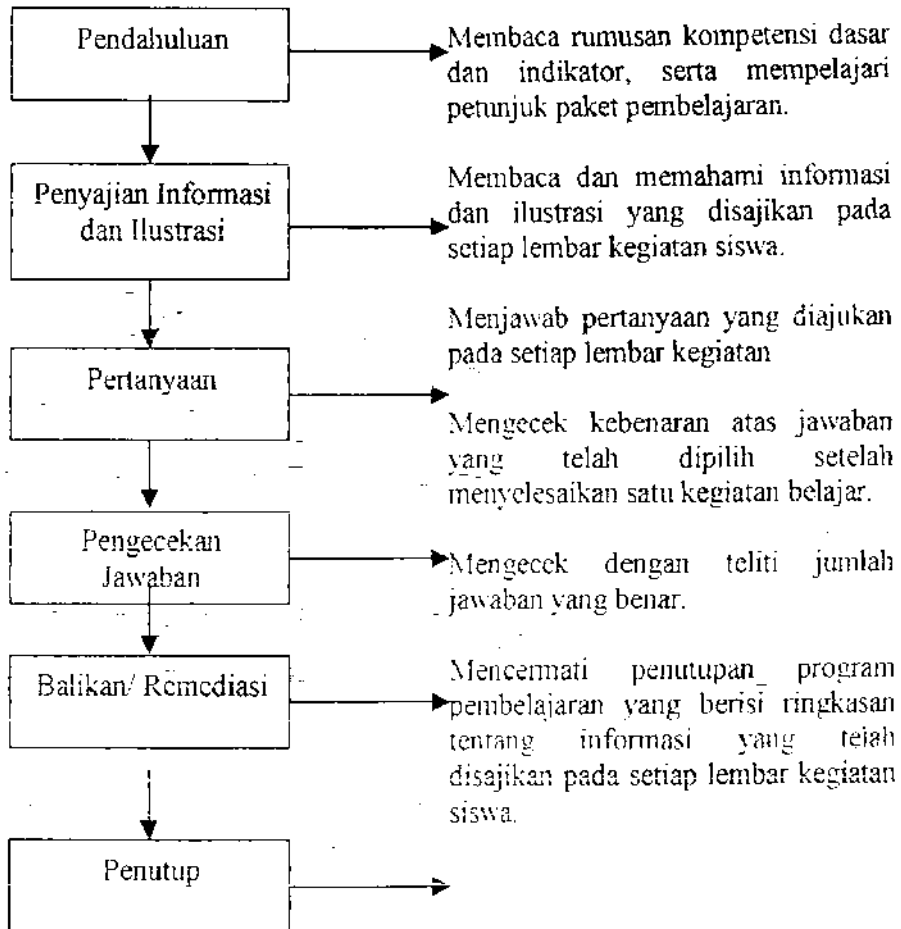 Pendahuluan
Membaca rumusan kompetensi dasar
dan indikator, serta mempelajari
petunjuk paket pembelajaran.
Penyajian Informasi
dan Ilustrasi
Membaca dan memahami informasi
dan ilustrasi yang disajikan pada
setiap lembar kegiatan siswa.
Pertanyaan
Menjawab pertanyaan yang diajukan
pada setiap lembar kegiatan
Mengecek kebenaran atas jawaban
yang telah dipilih setelah
menyelesaikan satu kegiatan belajar.
Pengecekan
Jawaban
Mengecek dengan teliti jumlah
jawaban yang benar.
Balikan/ Remediasi
Mencermati penutupan program
pembelajaran yang berisi ringkasan
tentang informasi yang telah
disajikan pada setiap lembar kegiatan
siswa.
Penutup